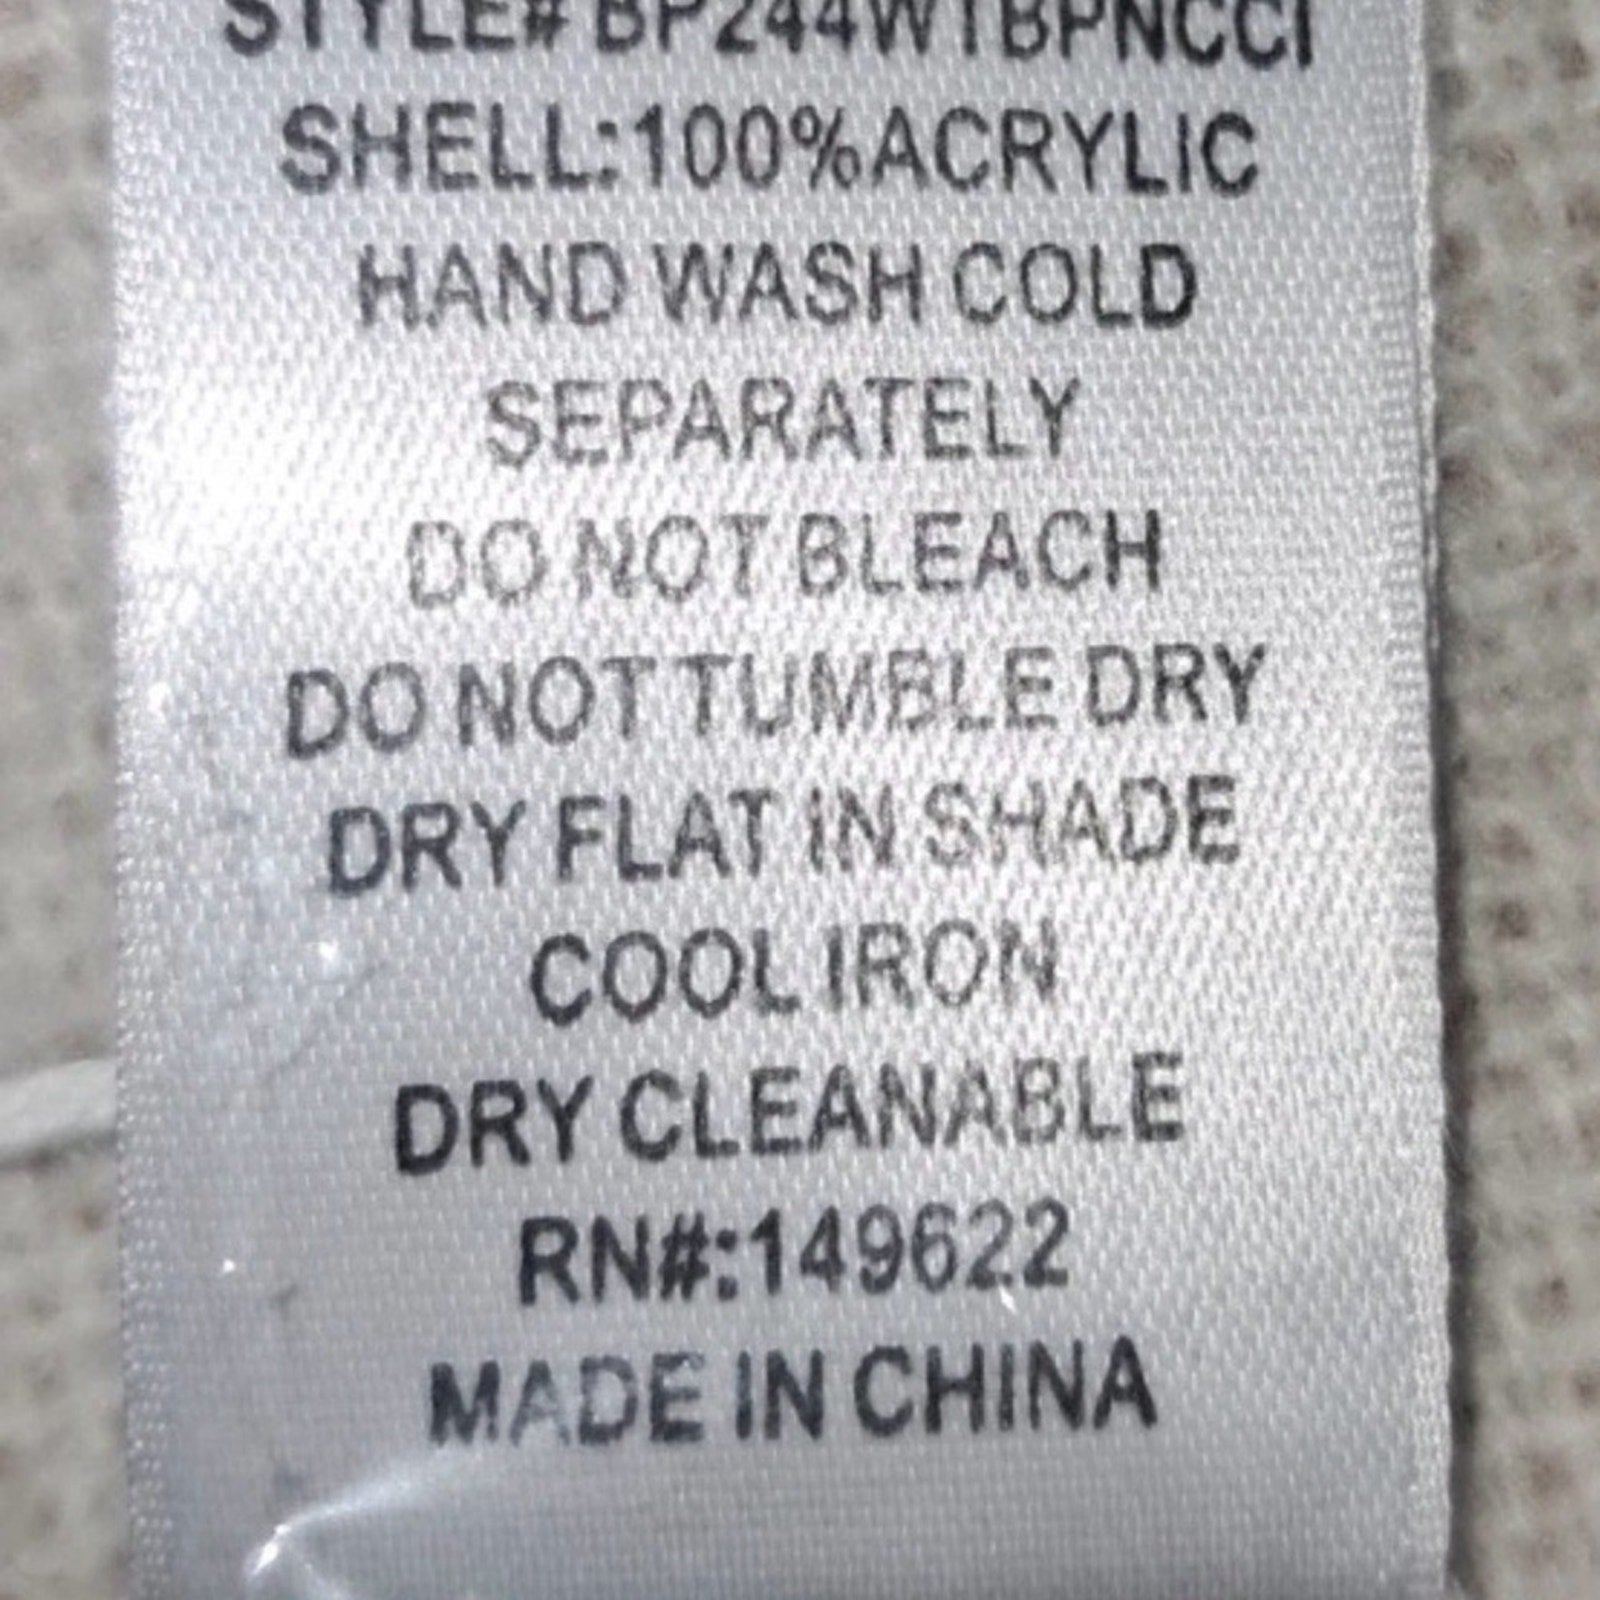 STYLE# BP244WTBPNCCI
SHELL:100%ACRYLIC
HAND WASH COLD
SEPARATELY
DO NOT BLEACH
DO NOT TUMBLE DRY
DRY FLAT IN SHADE
COOL IRON
DRY CLEANABLE
RN#:149622
MADE IN CHINA